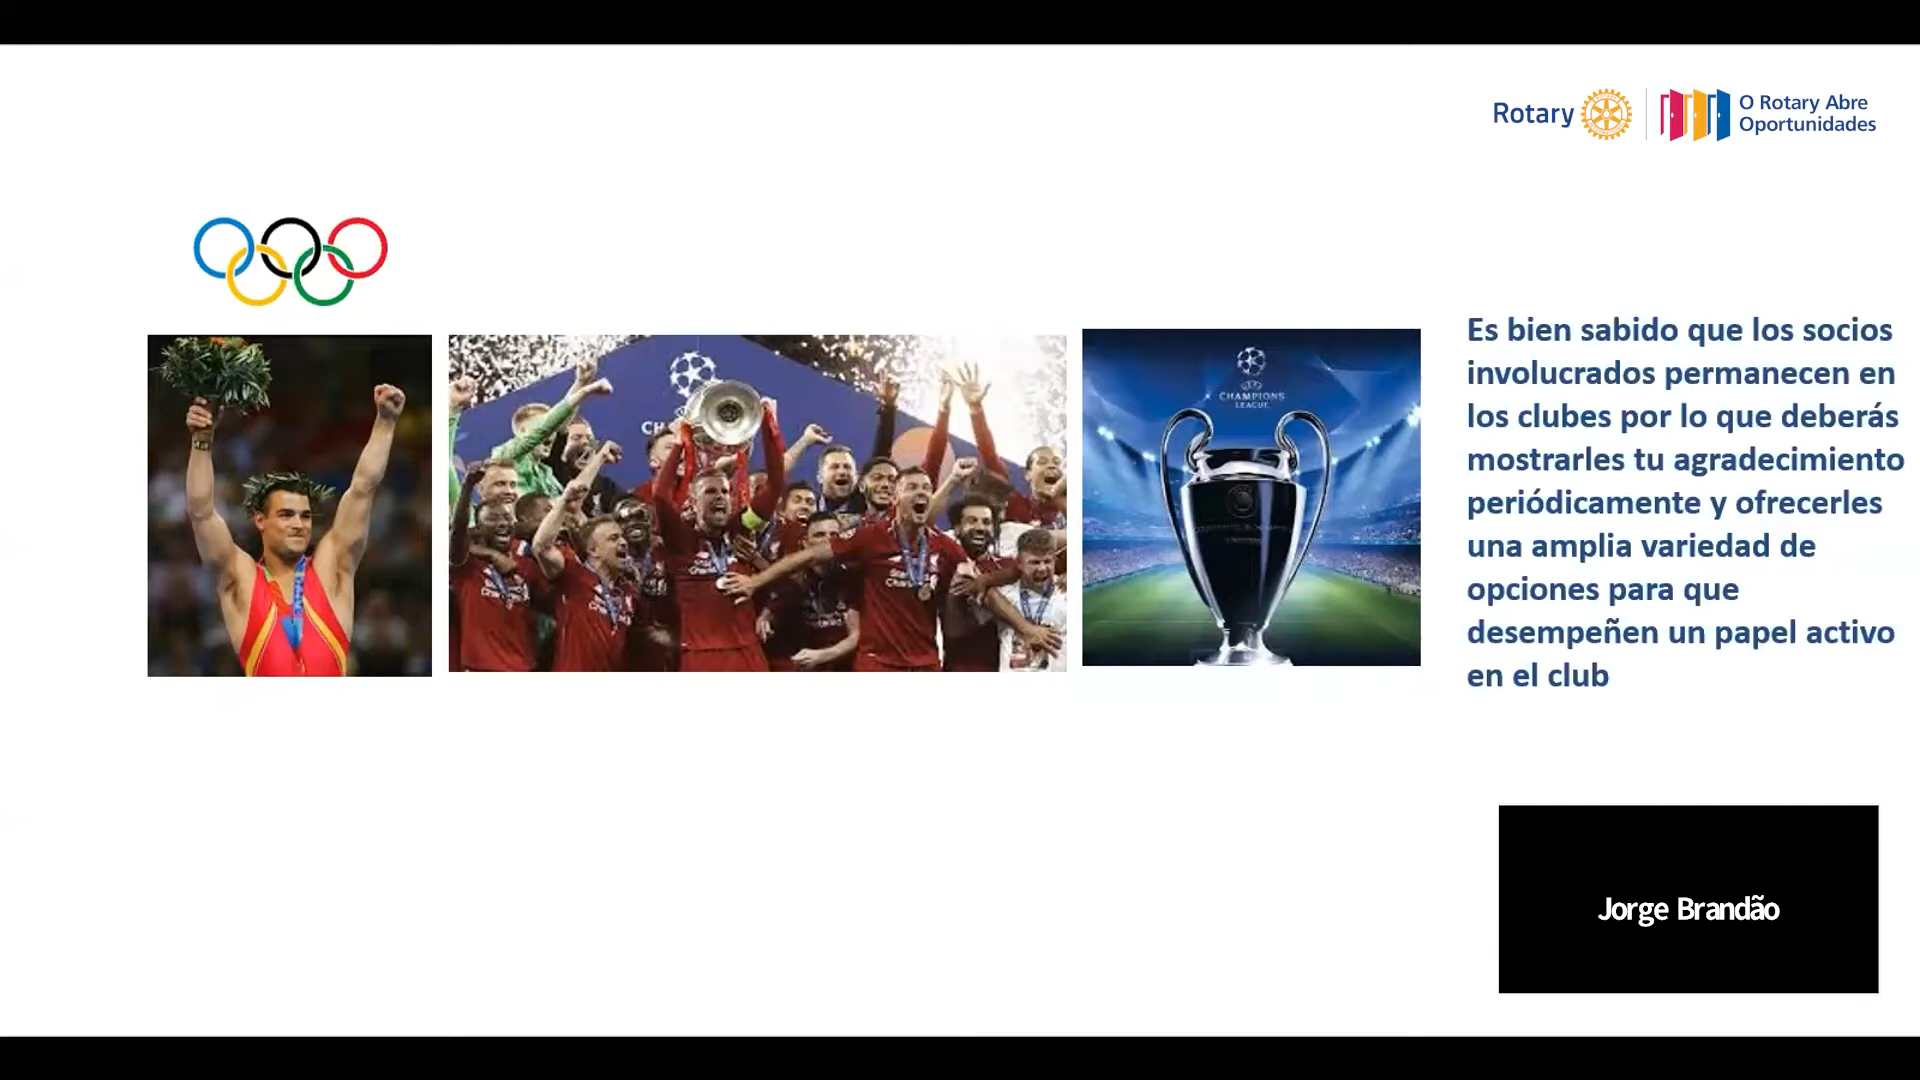 Rotary
O Rotary Abre
Oportunidades
CHAMPIONS
LEAGUE
Es bien sabido que los socios
involucrados permanecen en
los clubes por lo que deberás
mostrarles tu agradecimiento
periódicamente y ofrecerles
una amplia variedad de
opciones para que
desempeñen un papel activo
en el club
Jorge Brandão